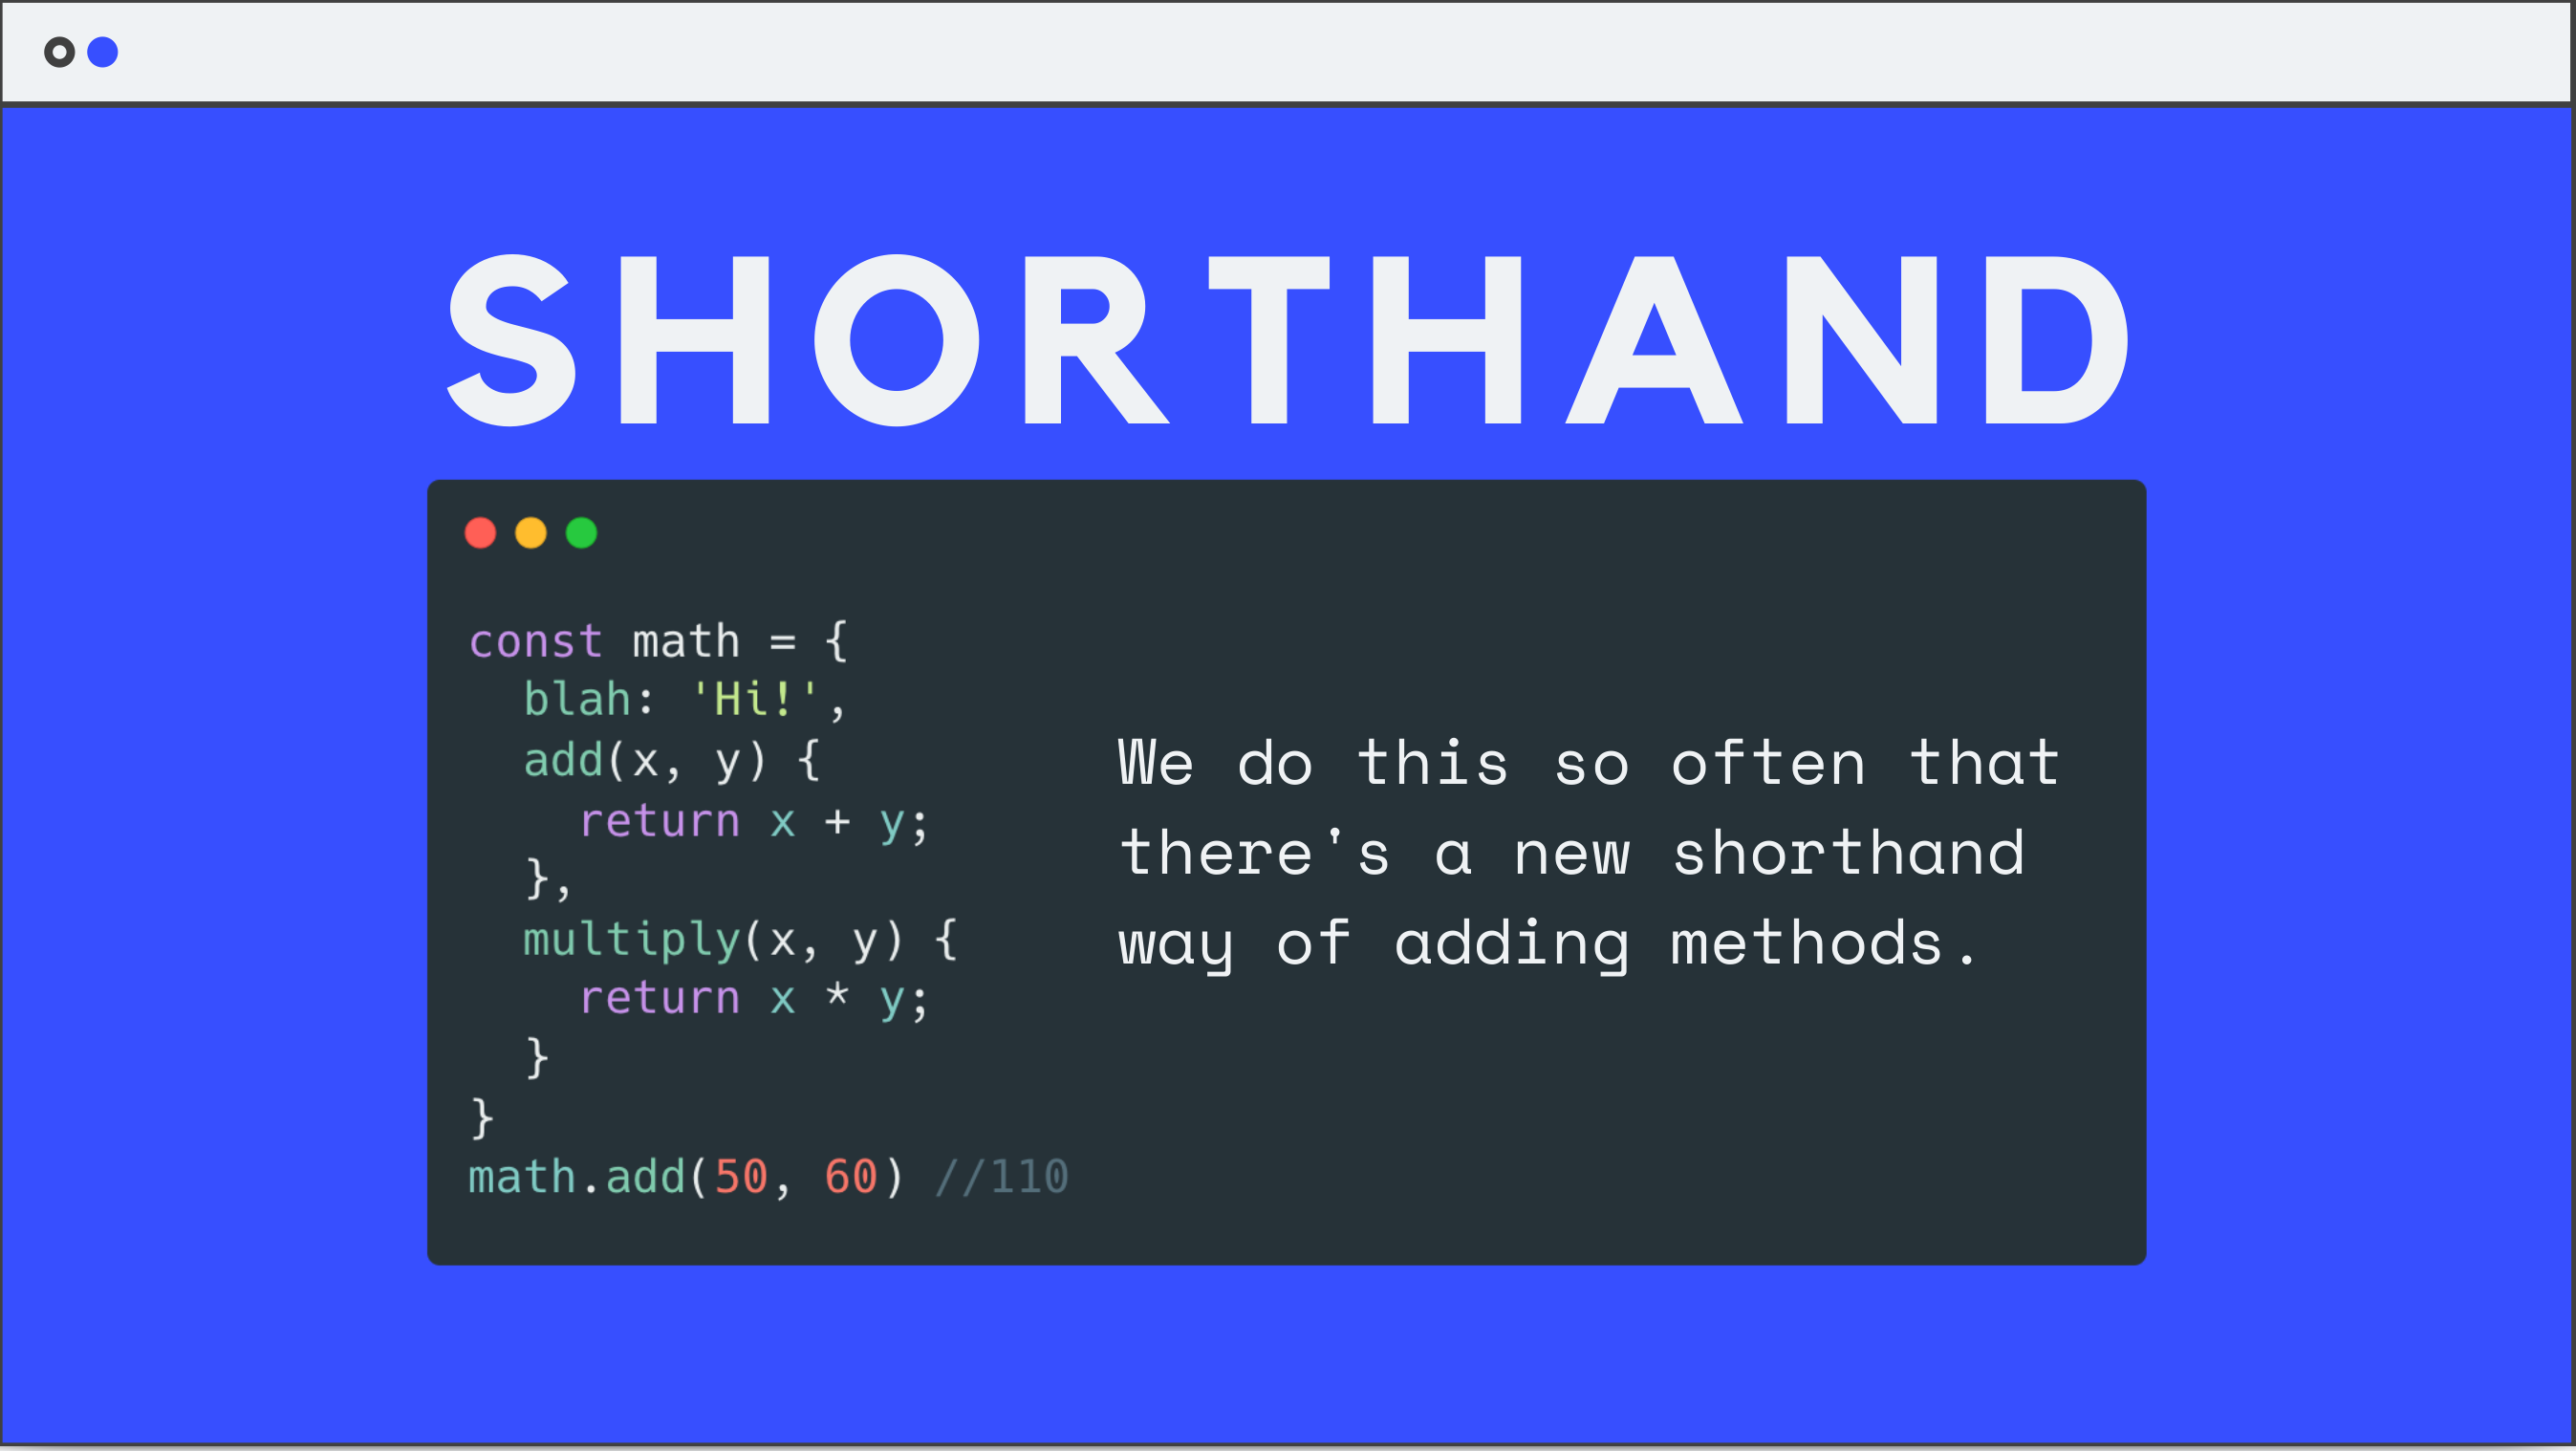 SHORTHAND
const math = {
  blah: 'Hi!',
  add(x, y) {
    return x + y;
  },
  multiply(x, y) {
    return x * y;
  }
}
math.add(50, 60) //110
We do this so often that
there's a new shorthand
way of adding methods.